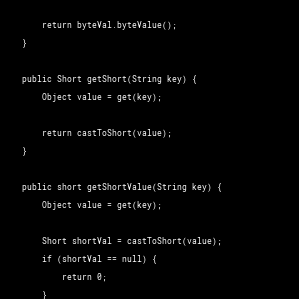 return byteVal.byteValue();
}
public Short getShort(String key) {
Object value = get(key);
return castToShort(value);
}
public short getShortValue(String key) {
Object value = get(key);
Short shortVal = castToShort(value);
if (shortVal == null) {
return 0;
}